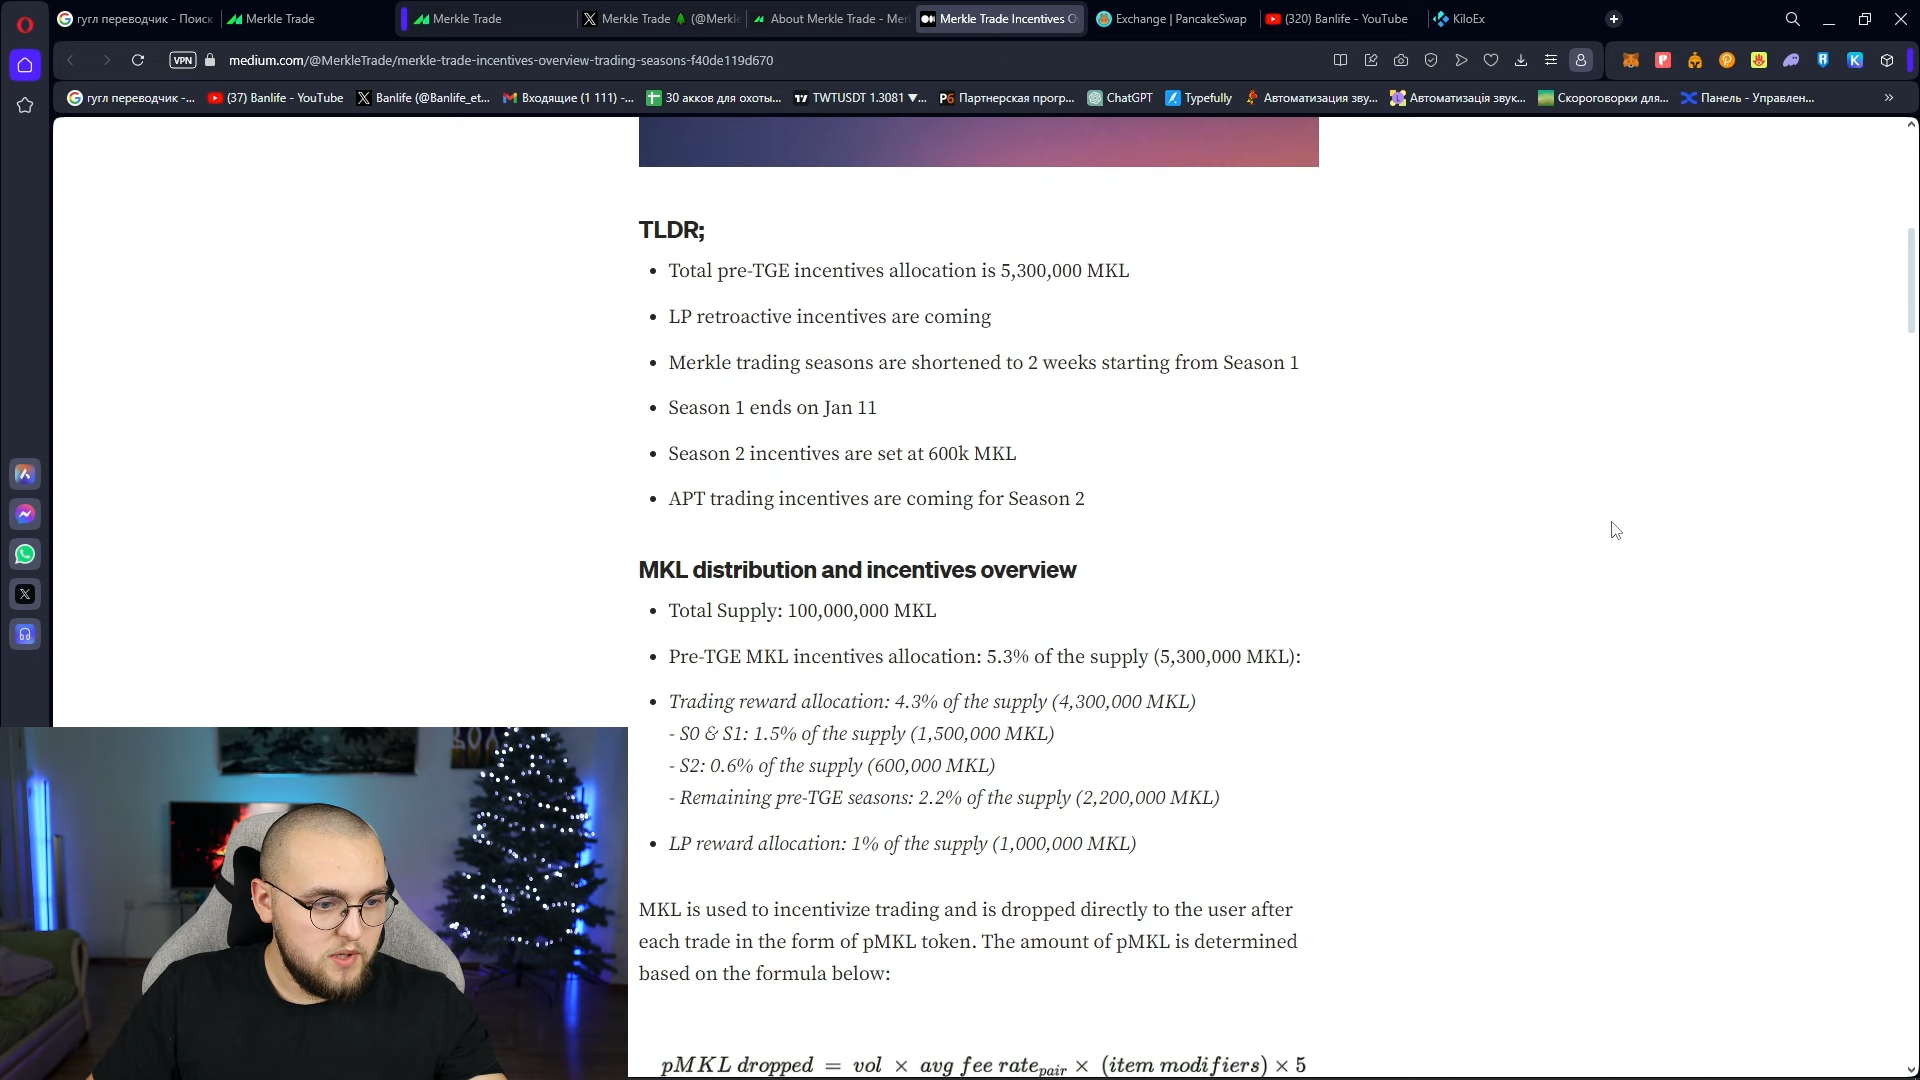 гугл переводчик - Поиск
Merkle Trade
Merkle Trade
Merkle Trade 🌲 (@Merkle
About Merkle Trade - Mer
Merkle Trade Incentives O
Exchange | PancakeSwap
(320) Banlife - YouTube
KiloEx
VPN
medium.com/@MerkleTrade/merkle-trade-incentives-overview-trading-seasons-f40de119d670
гугл переводчик -...
(37) Banlife - YouTube
Banlife (@Banlife_et...
Входящие (1 111) -...
30 акков для охоты...
TWTUSDT 1.3081 ▼...
Партнерская прогр...
ChatGPT
Typefully
Автоматизация зву...
Автоматизація звук...
Скороговорки для...
Панель - Управлен...
TLDR;
• Total pre-TGE incentives allocation is 5,300,000 MKL
• LP retroactive incentives are coming
• Merkle trading seasons are shortened to 2 weeks starting from Season 1
• Season 1 ends on Jan 11
• Season 2 incentives are set at 600k MKL
• APT trading incentives are coming for Season 2
MKL distribution and incentives overview
• Total Supply: 100,000,000 MKL
• Pre-TGE MKL incentives allocation: 5.3% of the supply (5,300,000 MKL):
• Trading reward allocation: 4.3% of the supply (4,300,000 MKL)
- S0 & S1: 1.5% of the supply (1,500,000 MKL)
- S2: 0.6% of the supply (600,000 MKL)
- Remaining pre-TGE seasons: 2.2% of the supply (2,200,000 MKL)
• LP reward allocation: 1% of the supply (1,000,000 MKL)
MKL is used to incentivize trading and is dropped directly to the user after
each trade in the form of pMKL token. The amount of pMKL is determined
based on the formula below:
pMKL dropped = vol × avg fee rate pair × (item modifiers) × 5